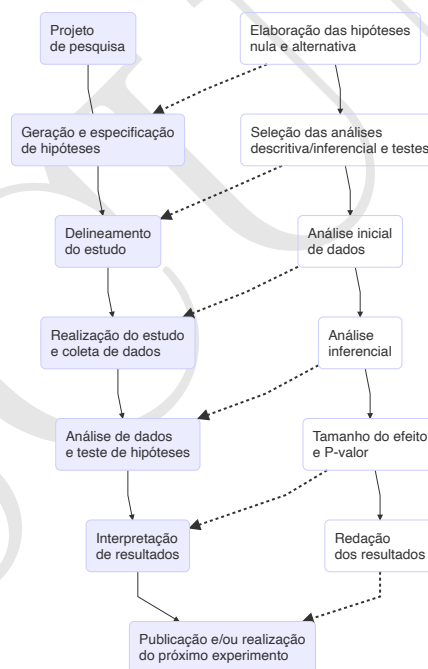 Projeto
de pesquisa
Elaboração das hipóteses
nula e alternativa
Geração e especificação
de hipóteses
Seleção das análises
descritiva/inferencial e testes
Delineamento
do estudo
Análise inicial
de dados
Realização do estudo
e coleta de dados
Análise
inferencial
Análise de dados
e teste de hipóteses
Tamanho do efeito
e P-valor
Interpretação
de resultados
Redação
dos resultados
Publicação e/ou realização
do próximo experimento